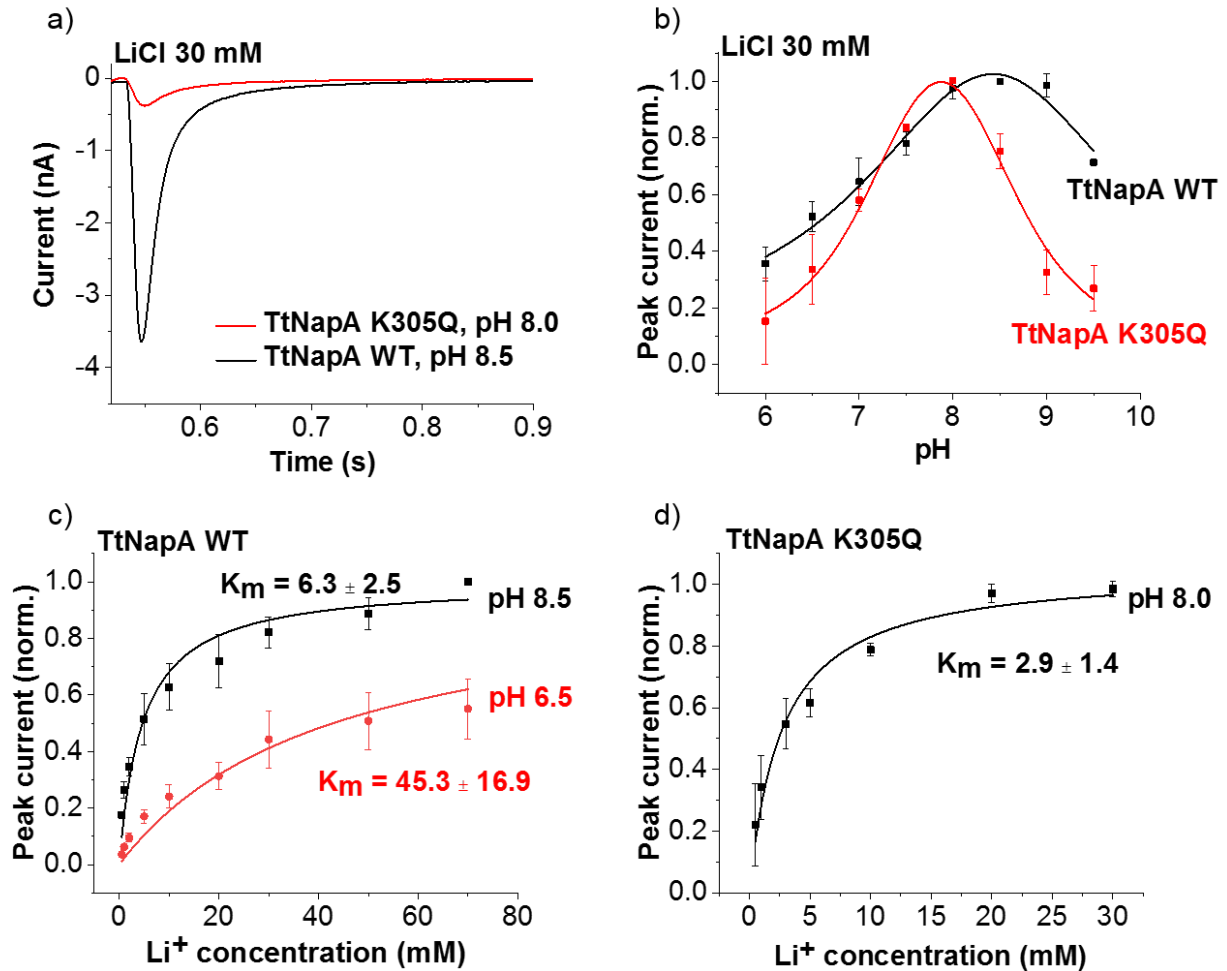 a)
LiCl 30 mM
0
-1
-2
-3
-4
Current (nA)
TtNapA K305Q, pH 8.0
TtNapA WT, pH 8.5
0.6 0.7 0.8 0.9
Time (s)
b)
LiCl 30 mM
1.0
0.8
0.6
0.4
0.2
0.0
Peak current (norm.)
TtNapA WT
TtNapA K305Q
6 7 8 9 10
pH
c)
TtNapA WT
1.0
0.8
0.6
0.4
0.2
0.0
Peak current (norm.)
Km = 6.3 ± 2.5
pH 8.5
pH 6.5
Km = 45.3 ± 16.9
0 20 40 60 80
Li+ concentration (mM)
d)
TtNapA K305Q
1.0
0.8
0.6
0.4
0.2
0.0
Peak current (norm.)
pH 8.0
Km = 2.9 ± 1.4
0 5 10 15 20 25 30
Li+ concentration (mM)